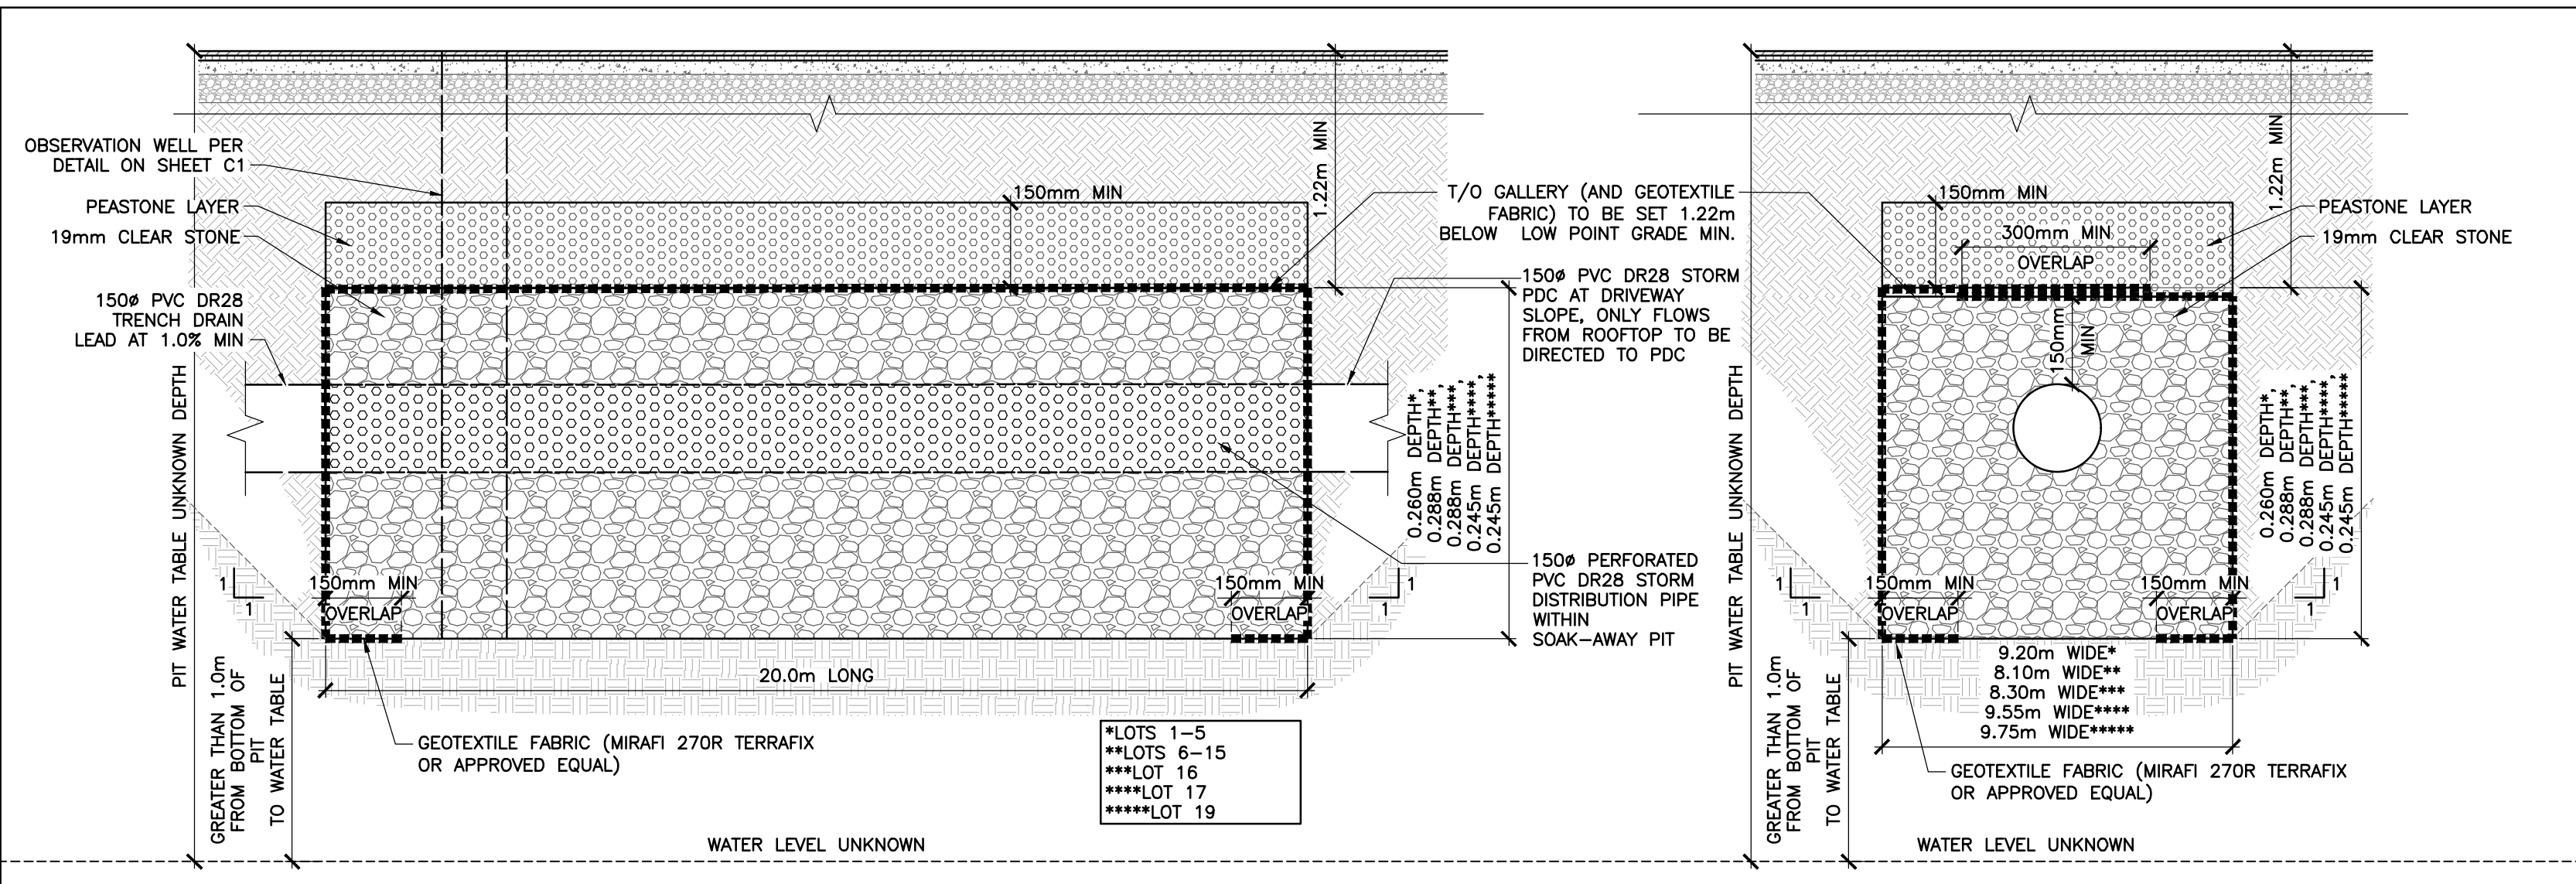 OBSERVATION WELL PER
DETAIL ON SHEET C1
PEASTONE LAYER
19mm CLEAR STONE
150ø PVC DR28
TRENCH DRAIN
LEAD AT 1.0% MIN
PIT WATER TABLE UNKNOWN DEPTH
GREATER THAN 1.0m
FROM BOTTOM OF
PIT
TO WATER TABLE
1
1
150mm MIN
OVERLAP
150mm MIN
1.22m MIN
150mm MIN
OVERLAP
1
1
20.0m LONG
GEOTEXTILE FABRIC (MIRAFI 270R TERRAFIX
OR APPROVED EQUAL)
*LOTS 1-5
**LOTS 6-15
***LOT 16
****LOT 17
*****LOT 19
WATER LEVEL UNKNOWN
T/O GALLERY (AND GEOTEXTILE
FABRIC) TO BE SET 1.22m
BELOW LOW POINT GRADE MIN.
150ø PVC DR28 STORM
PDC AT DRIVEWAY
SLOPE, ONLY FLOWS
FROM ROOFTOP TO BE
DIRECTED TO PDC
0.260m DEPTH*,
0.288m DEPTH**,
0.288m DEPTH***,
0.245m DEPTH****,
0.245m DEPTH*****
150ø PERFORATED
PVC DR28 STORM
DISTRIBUTION PIPE
WITHIN
SOAK-AWAY PIT
PIT WATER TABLE UNKNOWN DEPTH
GREATER THAN 1.0m
FROM BOTTOM OF
PIT
TO WATER TABLE
150mm MIN
300mm MIN
OVERLAP
1.22m MIN
PEASTONE LAYER
19mm CLEAR STONE
150mm
MIN
0.260m DEPTH*,
0.288m DEPTH**,
0.288m DEPTH***,
0.245m DEPTH****,
0.245m DEPTH*****
1
1
150mm MIN
OVERLAP
150mm MIN
OVERLAP
1
1
9.20m WIDE*
8.10m WIDE**
8.30m WIDE***
9.55m WIDE****
9.75m WIDE*****
GEOTEXTILE FABRIC (MIRAFI 270R TERRAFIX
OR APPROVED EQUAL)
WATER LEVEL UNKNOWN